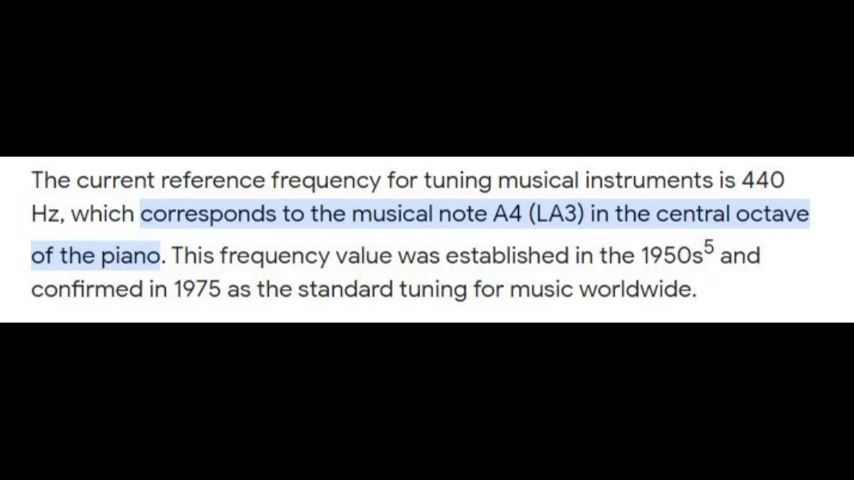 The current reference frequency for tuning musical instruments is 440
Hz, which corresponds to the musical note A4 (LA3) in the central octave
of the piano. This frequency value was established in the 1950s⁵ and
confirmed in 1975 as the standard tuning for music worldwide.